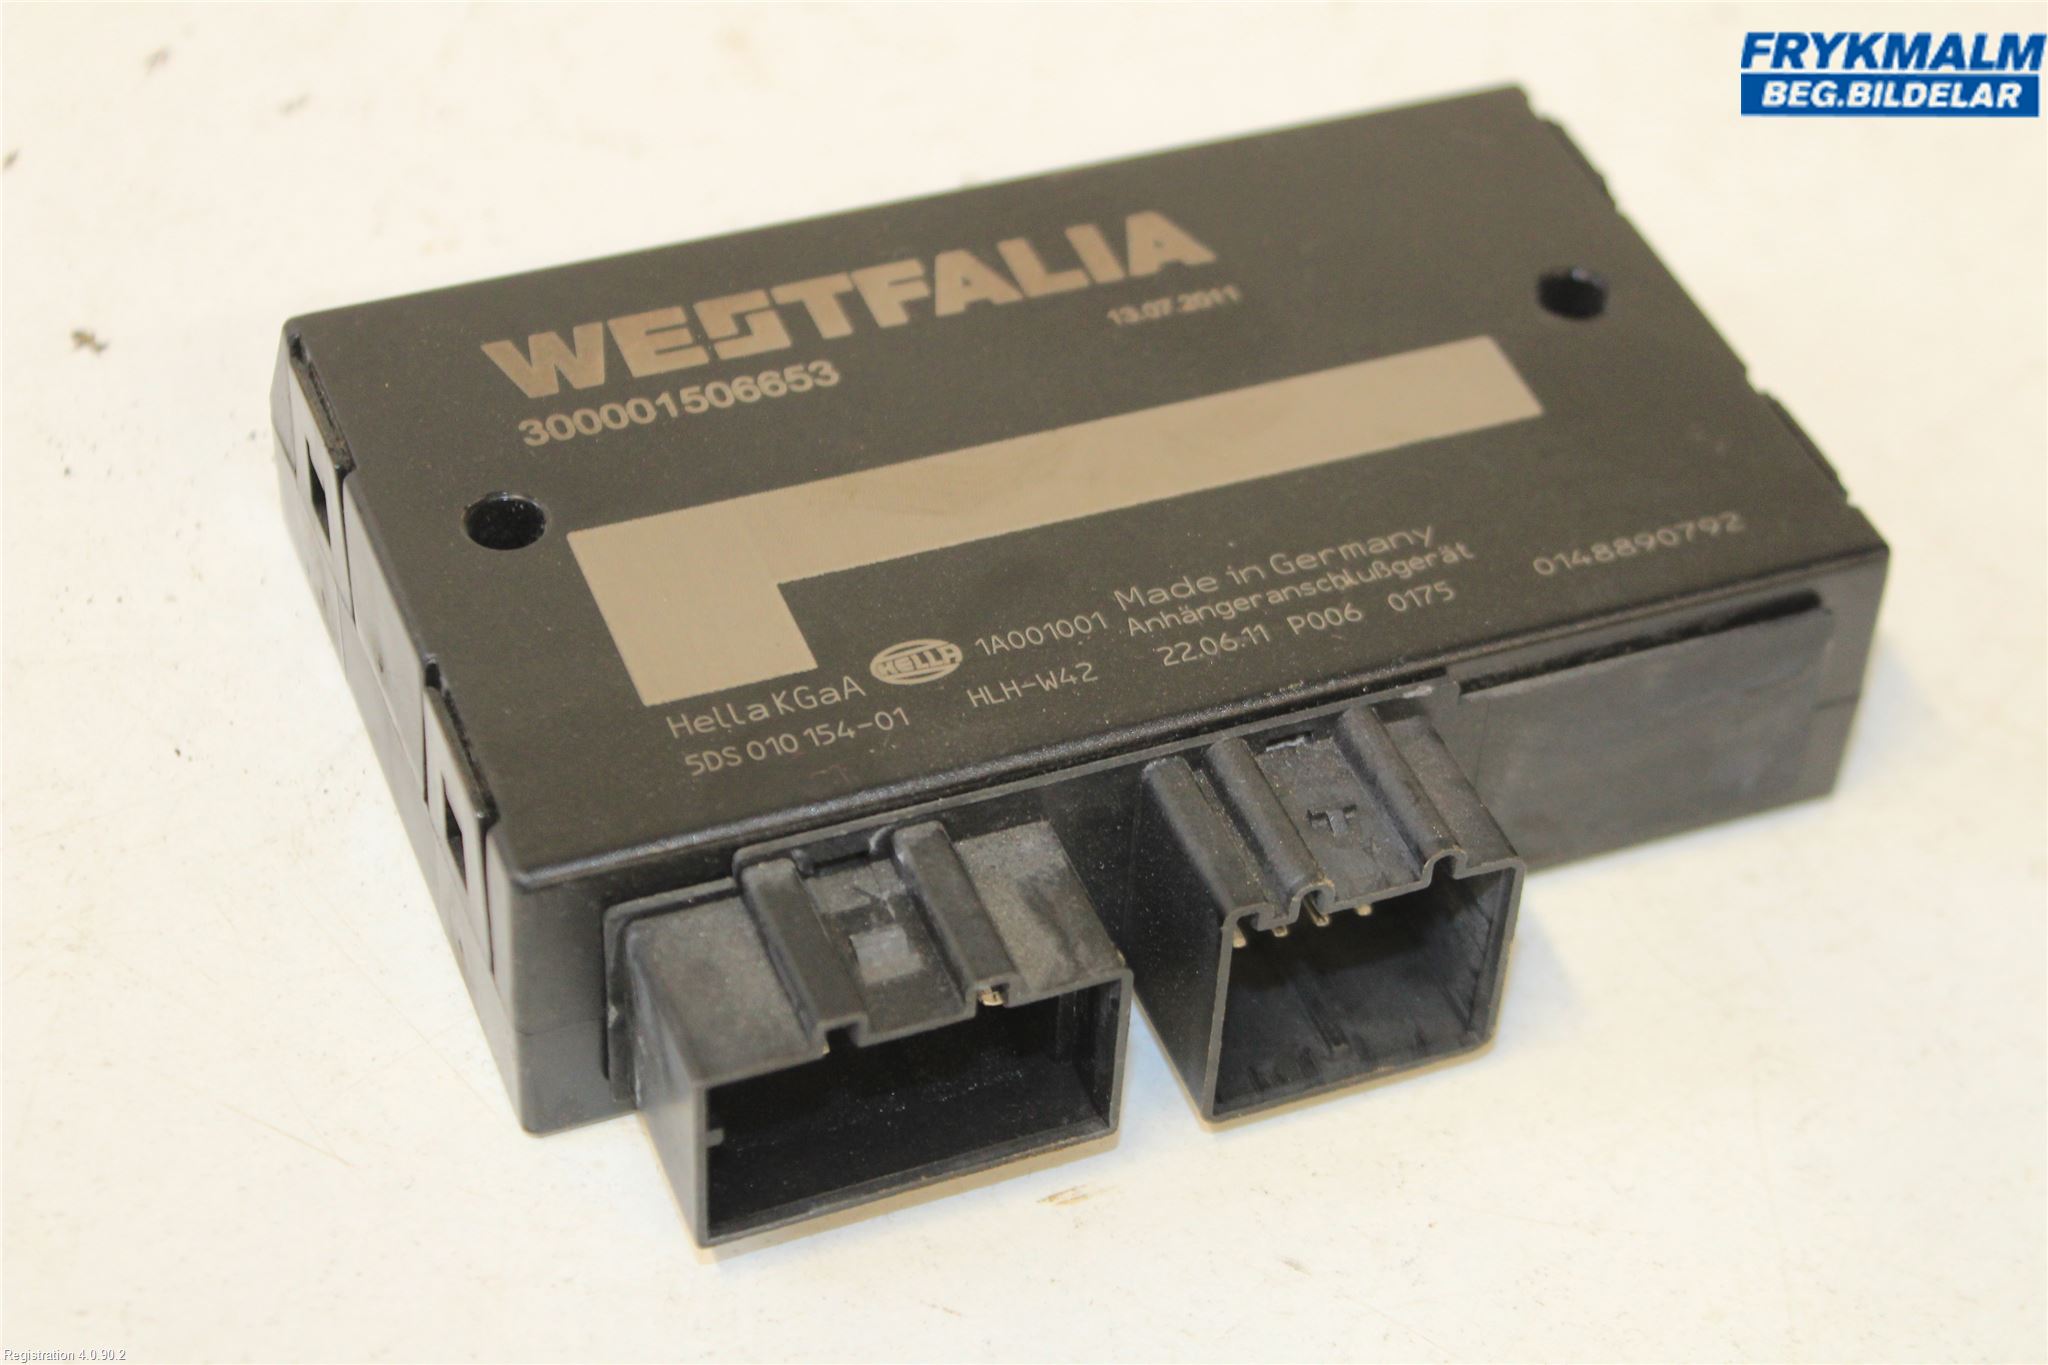 FRYKMALM
BEG.BILDELAR
WESTFALIA
13.07.2011
300001506653
Made in Germany
Anhängeranschlußgerät
0148890792
Hella KGaA HELLA 1A001001
5DS 010 154-01 HLH-W42 22.06.11 P006 0175
Registration 4.0.90.2